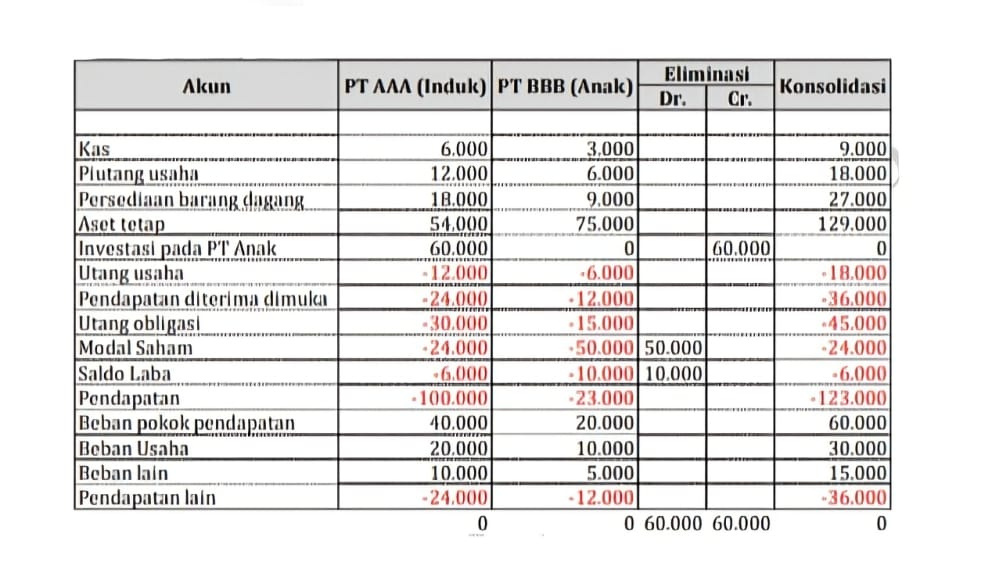 Akun PT AAA (Induk) PT BBB (Anak) Eliminasi Konsolidasi
Dr. Cr.
Kas 6.000 3.000 9.000
Piutang usaha 12.000 6.000 18.000
Persediaan barang dagang 18.000 9.000 27.000
Aset tetap 54.000 75.000 129.000
Investasi pada PT Anak 60.000 0 60.000 0
Utang usaha -12.000 -6.000 -18.000
Pendapatan diterima dimuka -24.000 -12.000 -36.000
Utang obligasi -30.000 -15.000 -45.000
Modal Saham -24.000 -50.000 50.000 -24.000
Saldo Laba -6.000 -10.000 10.000 -6.000
Pendapatan -100.000 -23.000 -123.000
Beban pokok pendapatan 40.000 20.000 60.000
Beban Usaha 20.000 10.000 30.000
Beban lain 10.000 5.000 15.000
Pendapatan lain -24.000 -12.000 -36.000
0 0 60.000 60.000 0